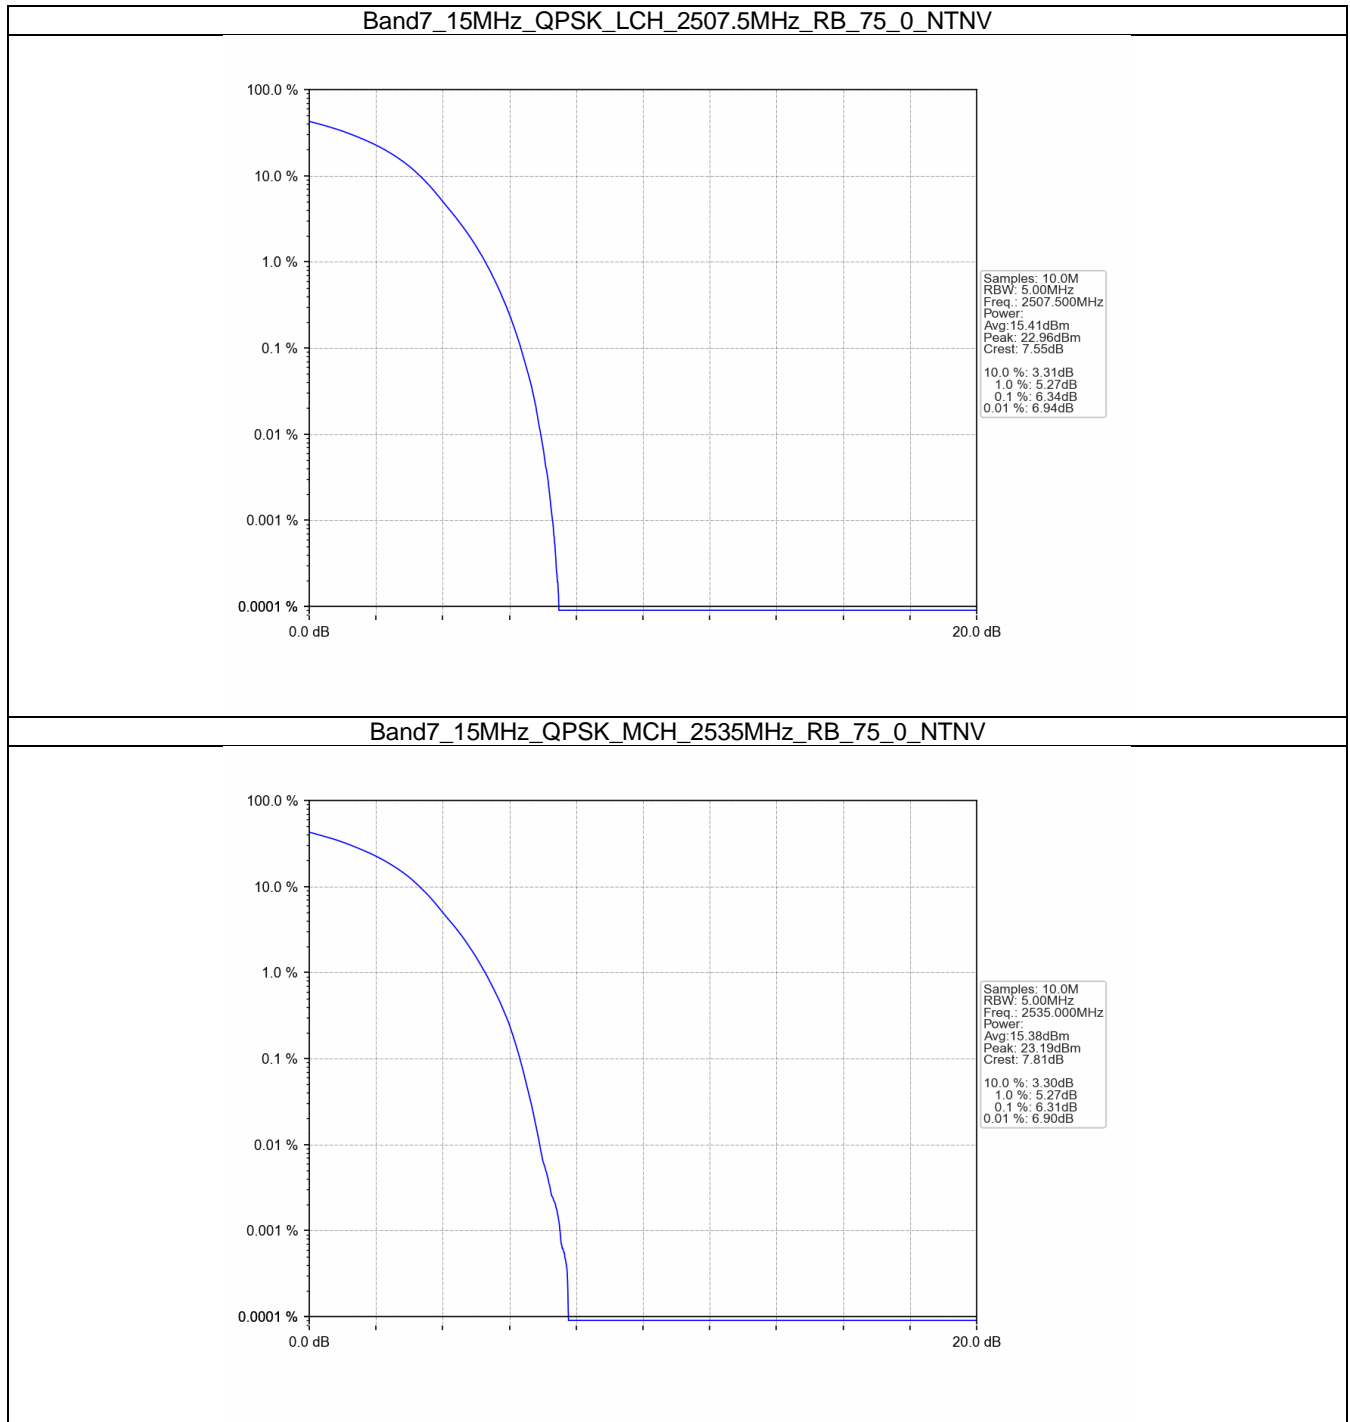 Band7_15MHz_QPSK_LCH_2507.5MHz_RB_75_0_NTNV
100.0 %
10.0 %
1.0 %
0.1 %
0.01 %
0.001 %
0.0001 %
0.0 dB
20.0 dB
Samples: 10.0M
RBW: 5.00MHz
Freq.: 2507.500MHz
Power:
Avg:15.41dBm
Peak: 22.96dBm
Crest: 7.55dB
10.0 %: 3.31dB
1.0 %: 5.27dB
0.1 %: 6.34dB
0.01 %: 6.94dB
Band7_15MHz_QPSK_MCH_2535MHz_RB_75_0_NTNV
100.0 %
10.0 %
1.0 %
0.1 %
0.01 %
0.001 %
0.0001 %
0.0 dB
20.0 dB
Samples: 10.0M
RBW: 5.00MHz
Freq.: 2535.000MHz
Power:
Avg:15.38dBm
Peak: 23.19dBm
Crest: 7.81dB
10.0 %: 3.30dB
1.0 %: 5.27dB
0.1 %: 6.31dB
0.01 %: 6.90dB